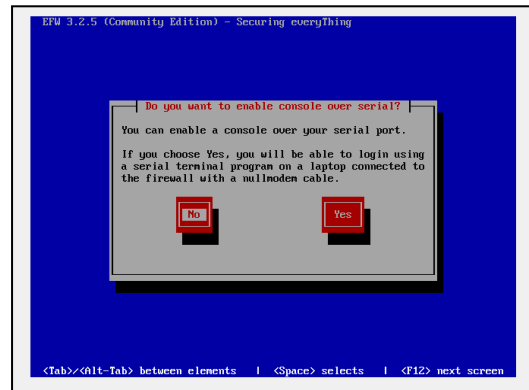 EFW 3.2.5 (Community Edition) - Securing everyThing
Do you want to enable console over serial?
You can enable a console over your serial port.
If you choose Yes, you will be able to login using
a serial terminal program on a laptop connected to
the firewall with a nullmodem cable.
No Yes
<Tab>/<Alt-Tab> between elements | <Space> selects | <F12> next screen